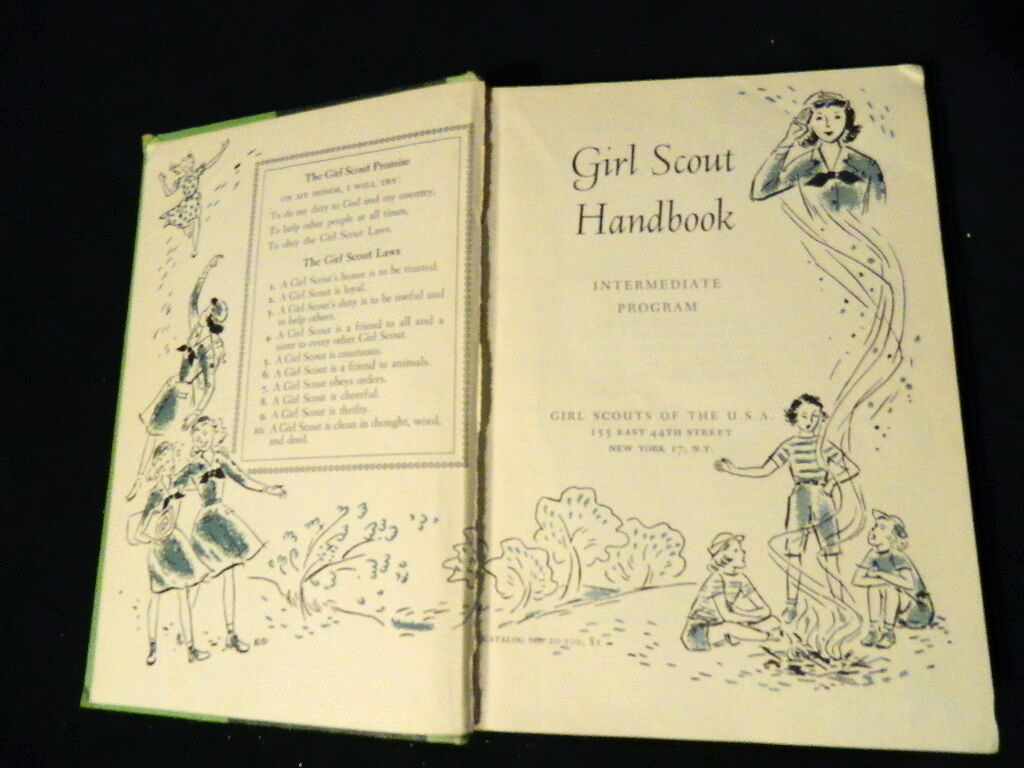 The Girl Scout Promise
ON MY HONOR, I WILL TRY:
To do my duty to God and my country,
To help other people at all times,
To obey the Girl Scout Laws.
The Girl Scout Laws
1. A Girl Scout's honor is to be trusted.
2. A Girl Scout is loyal.
3. A Girl Scout's duty is to be useful and
to help others.
4. A Girl Scout is a friend to all and a
sister to every other Girl Scout.
5. A Girl Scout is courteous.
6. A Girl Scout is a friend to animals.
7. A Girl Scout obeys orders.
8. A Girl Scout is cheerful.
9. A Girl Scout is thrifty.
10. A Girl Scout is clean in thought, word,
and deed.
Girl Scout
Handbook
INTERMEDIATE
PROGRAM
GIRL SCOUTS OF THE U.S.A.
155 EAST 44TH STREET
NEW YORK 17, N.Y.
CATALOG NO 20-200, $1